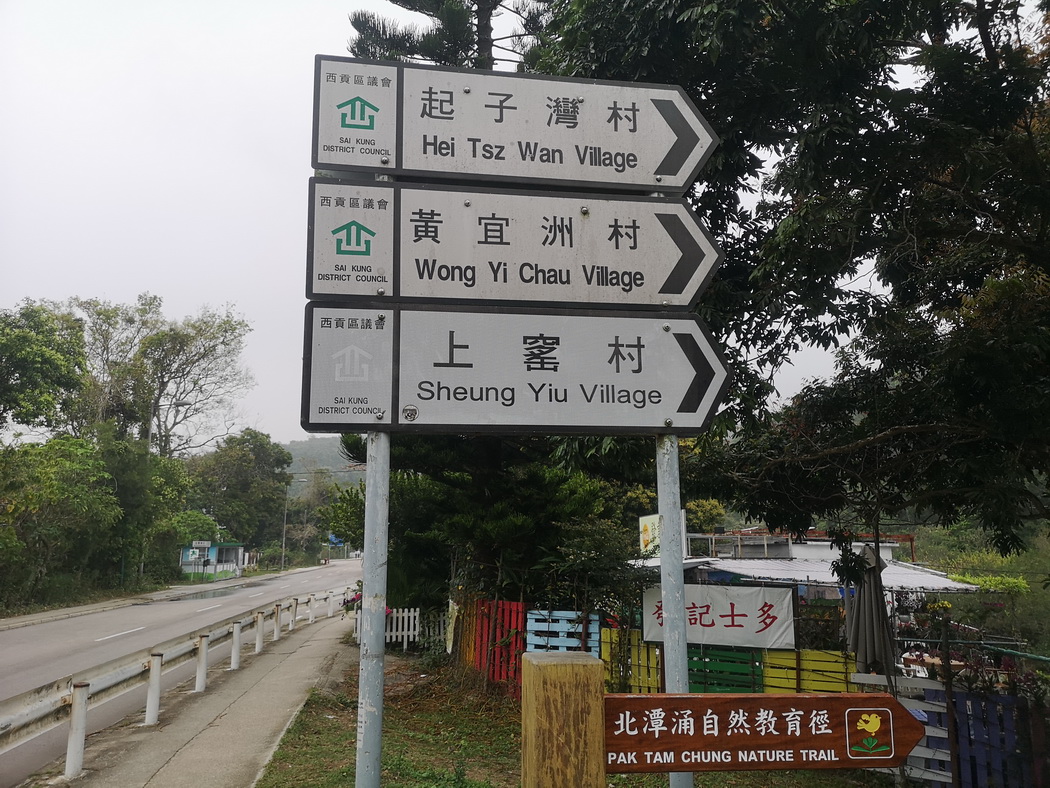 西貢區議會
SAI KUNG
DISTRICT COUNCIL
起子灣村
Hei Tsz Wan Village
西貢區議會
SAI KUNG
DISTRICT COUNCIL
黃宜洲村
Wong Yi Chau Village
西貢區議會
SAI KUNG
DISTRICT COUNCIL
上窰村
Sheung Yiu Village
發記士多
北潭涌自然教育徑
PAK TAM CHUNG NATURE TRAIL